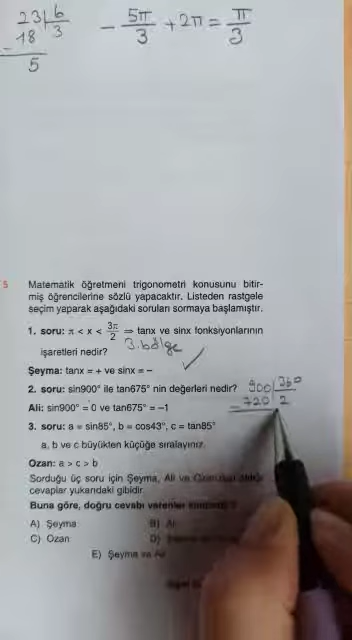 23 | 6
- 18  3
5
- 5π/3 + 2π = π/3
5 Matematik öğretmeni trigonometri konusunu bitir-
miş öğrencilerine sözlü yapacaktır. Listeden rastgele
seçim yaparak aşağıdaki soruları sormaya başlamıştır.
1. soru: π < x < 3π/2 ⇒ tanx ve sinx fonksiyonlarının
işaretleri nedir? 3.bölge
Şeyma: tanx = + ve sinx = - ✓
2. soru: sin900° ile tan675° nin değerleri nedir? 900 | 360
Ali: sin900° = 0 ve tan675° = -1 - 720  2
3. soru: a = sin85°, b = cos43°, c = tan85°
a, b ve c büyükten küçüğe sıralayınız.
Ozan: a > c > b
Sorduğu üç soru için Şeyma, Ali ve
cevaplar yukarıdaki gibidir.
Buna göre, doğru cevabı verenler
A) Şeyma B)
C) Ozan D)
E) Şeyma ve Ali